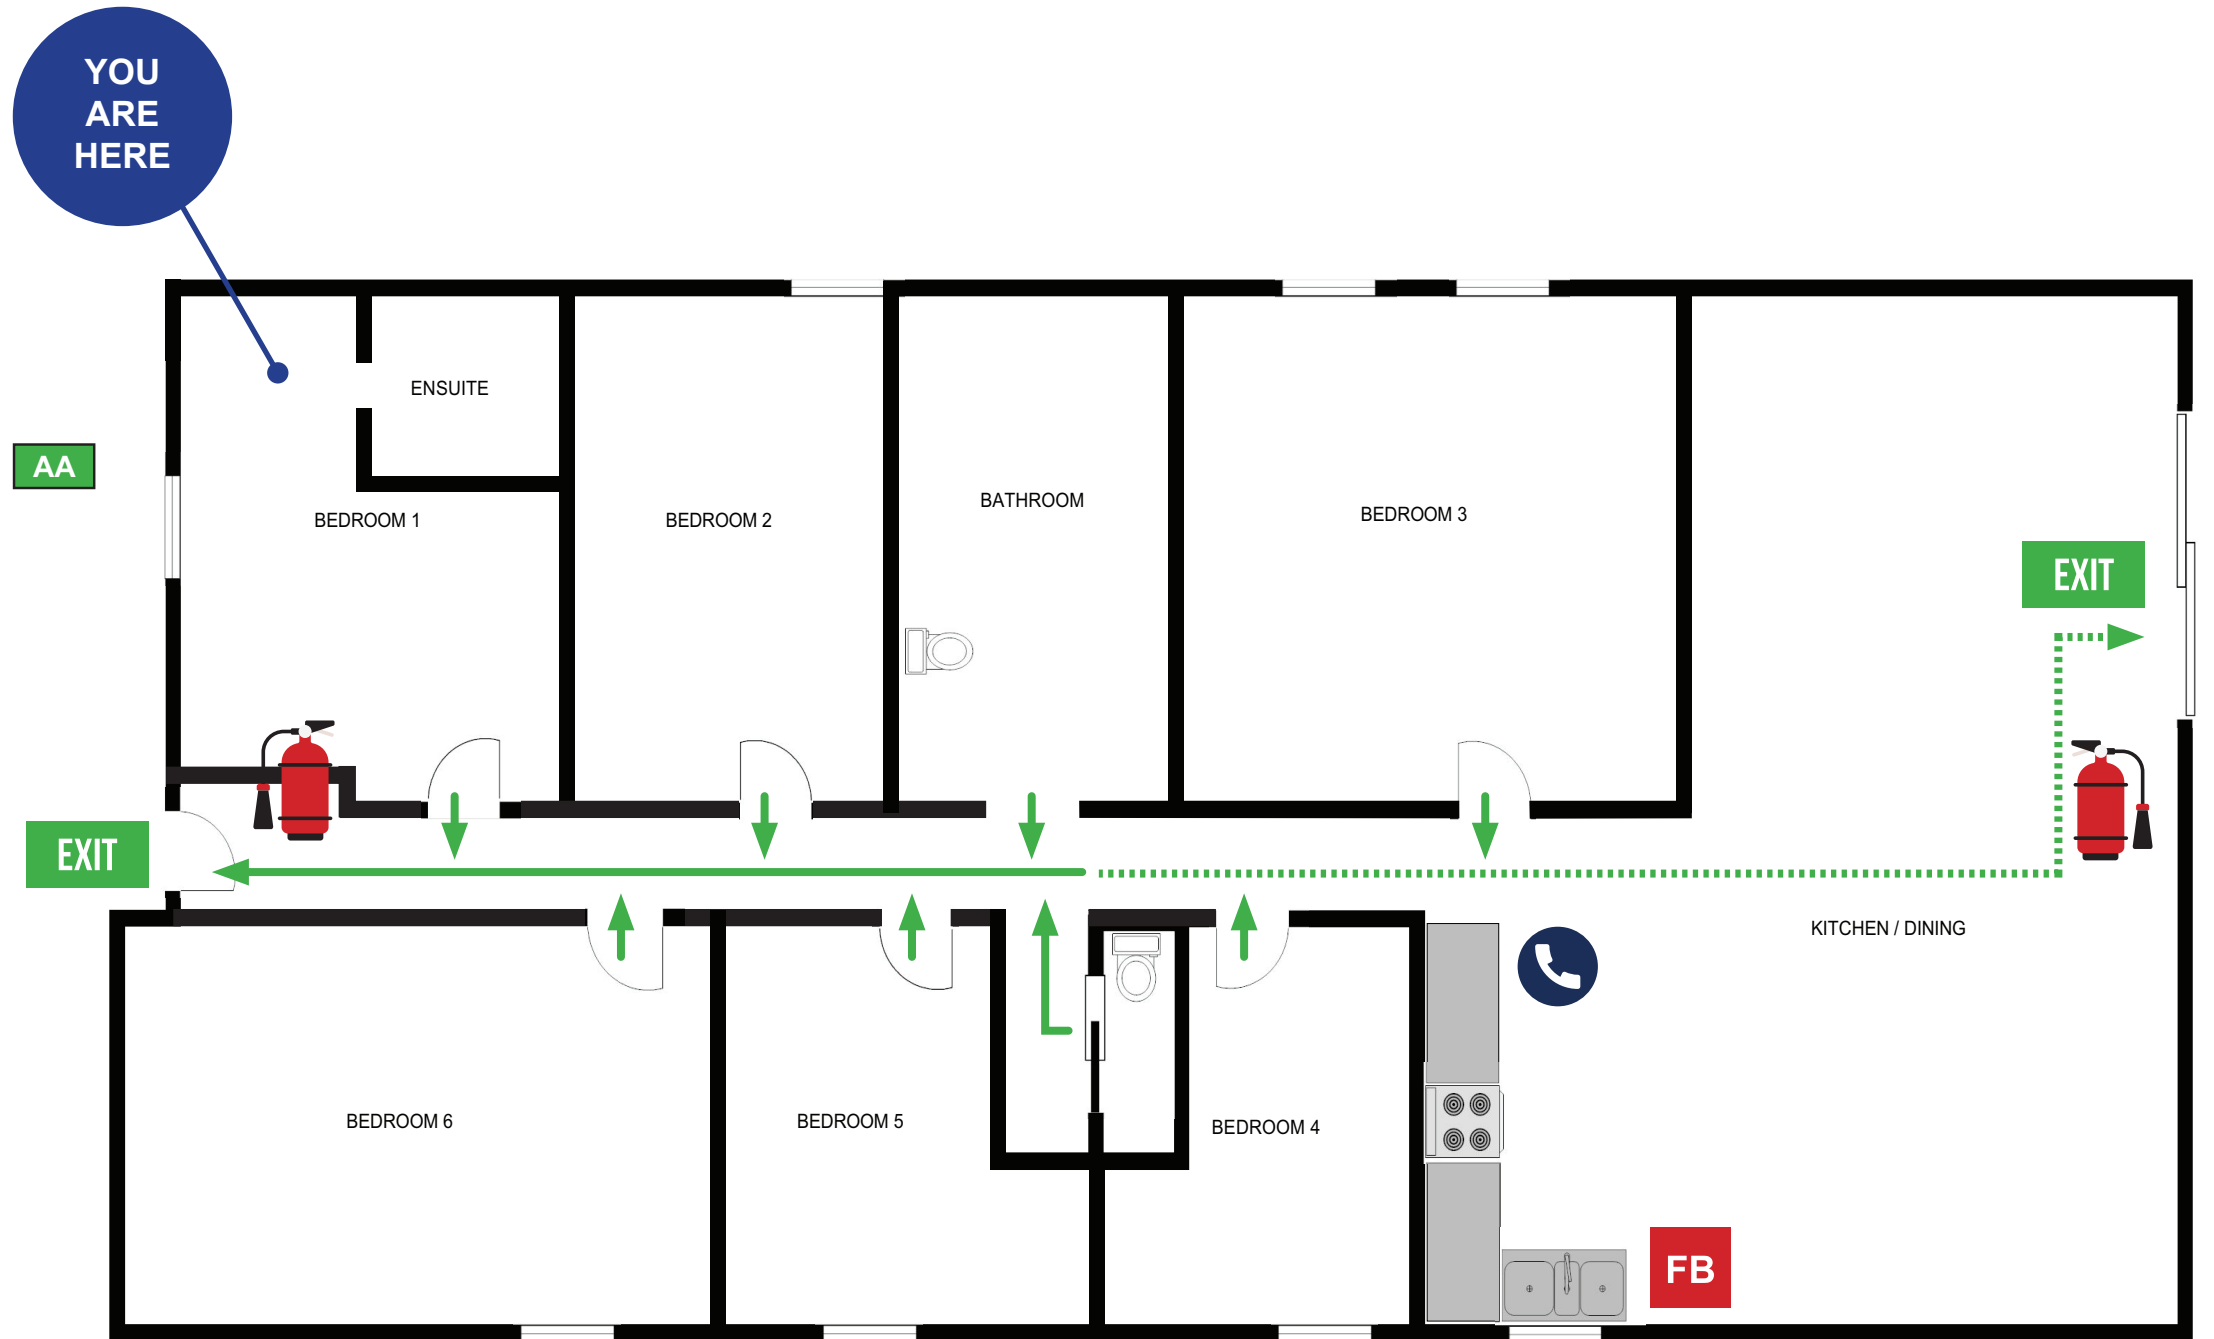 YOU
ARE
HERE
ENSUITE
AA
BEDROOM 1
BEDROOM 2
BATHROOM
BEDROOM 3
EXIT
EXIT
KITCHEN / DINING
BEDROOM 6
BEDROOM 5
BEDROOM 4
FB